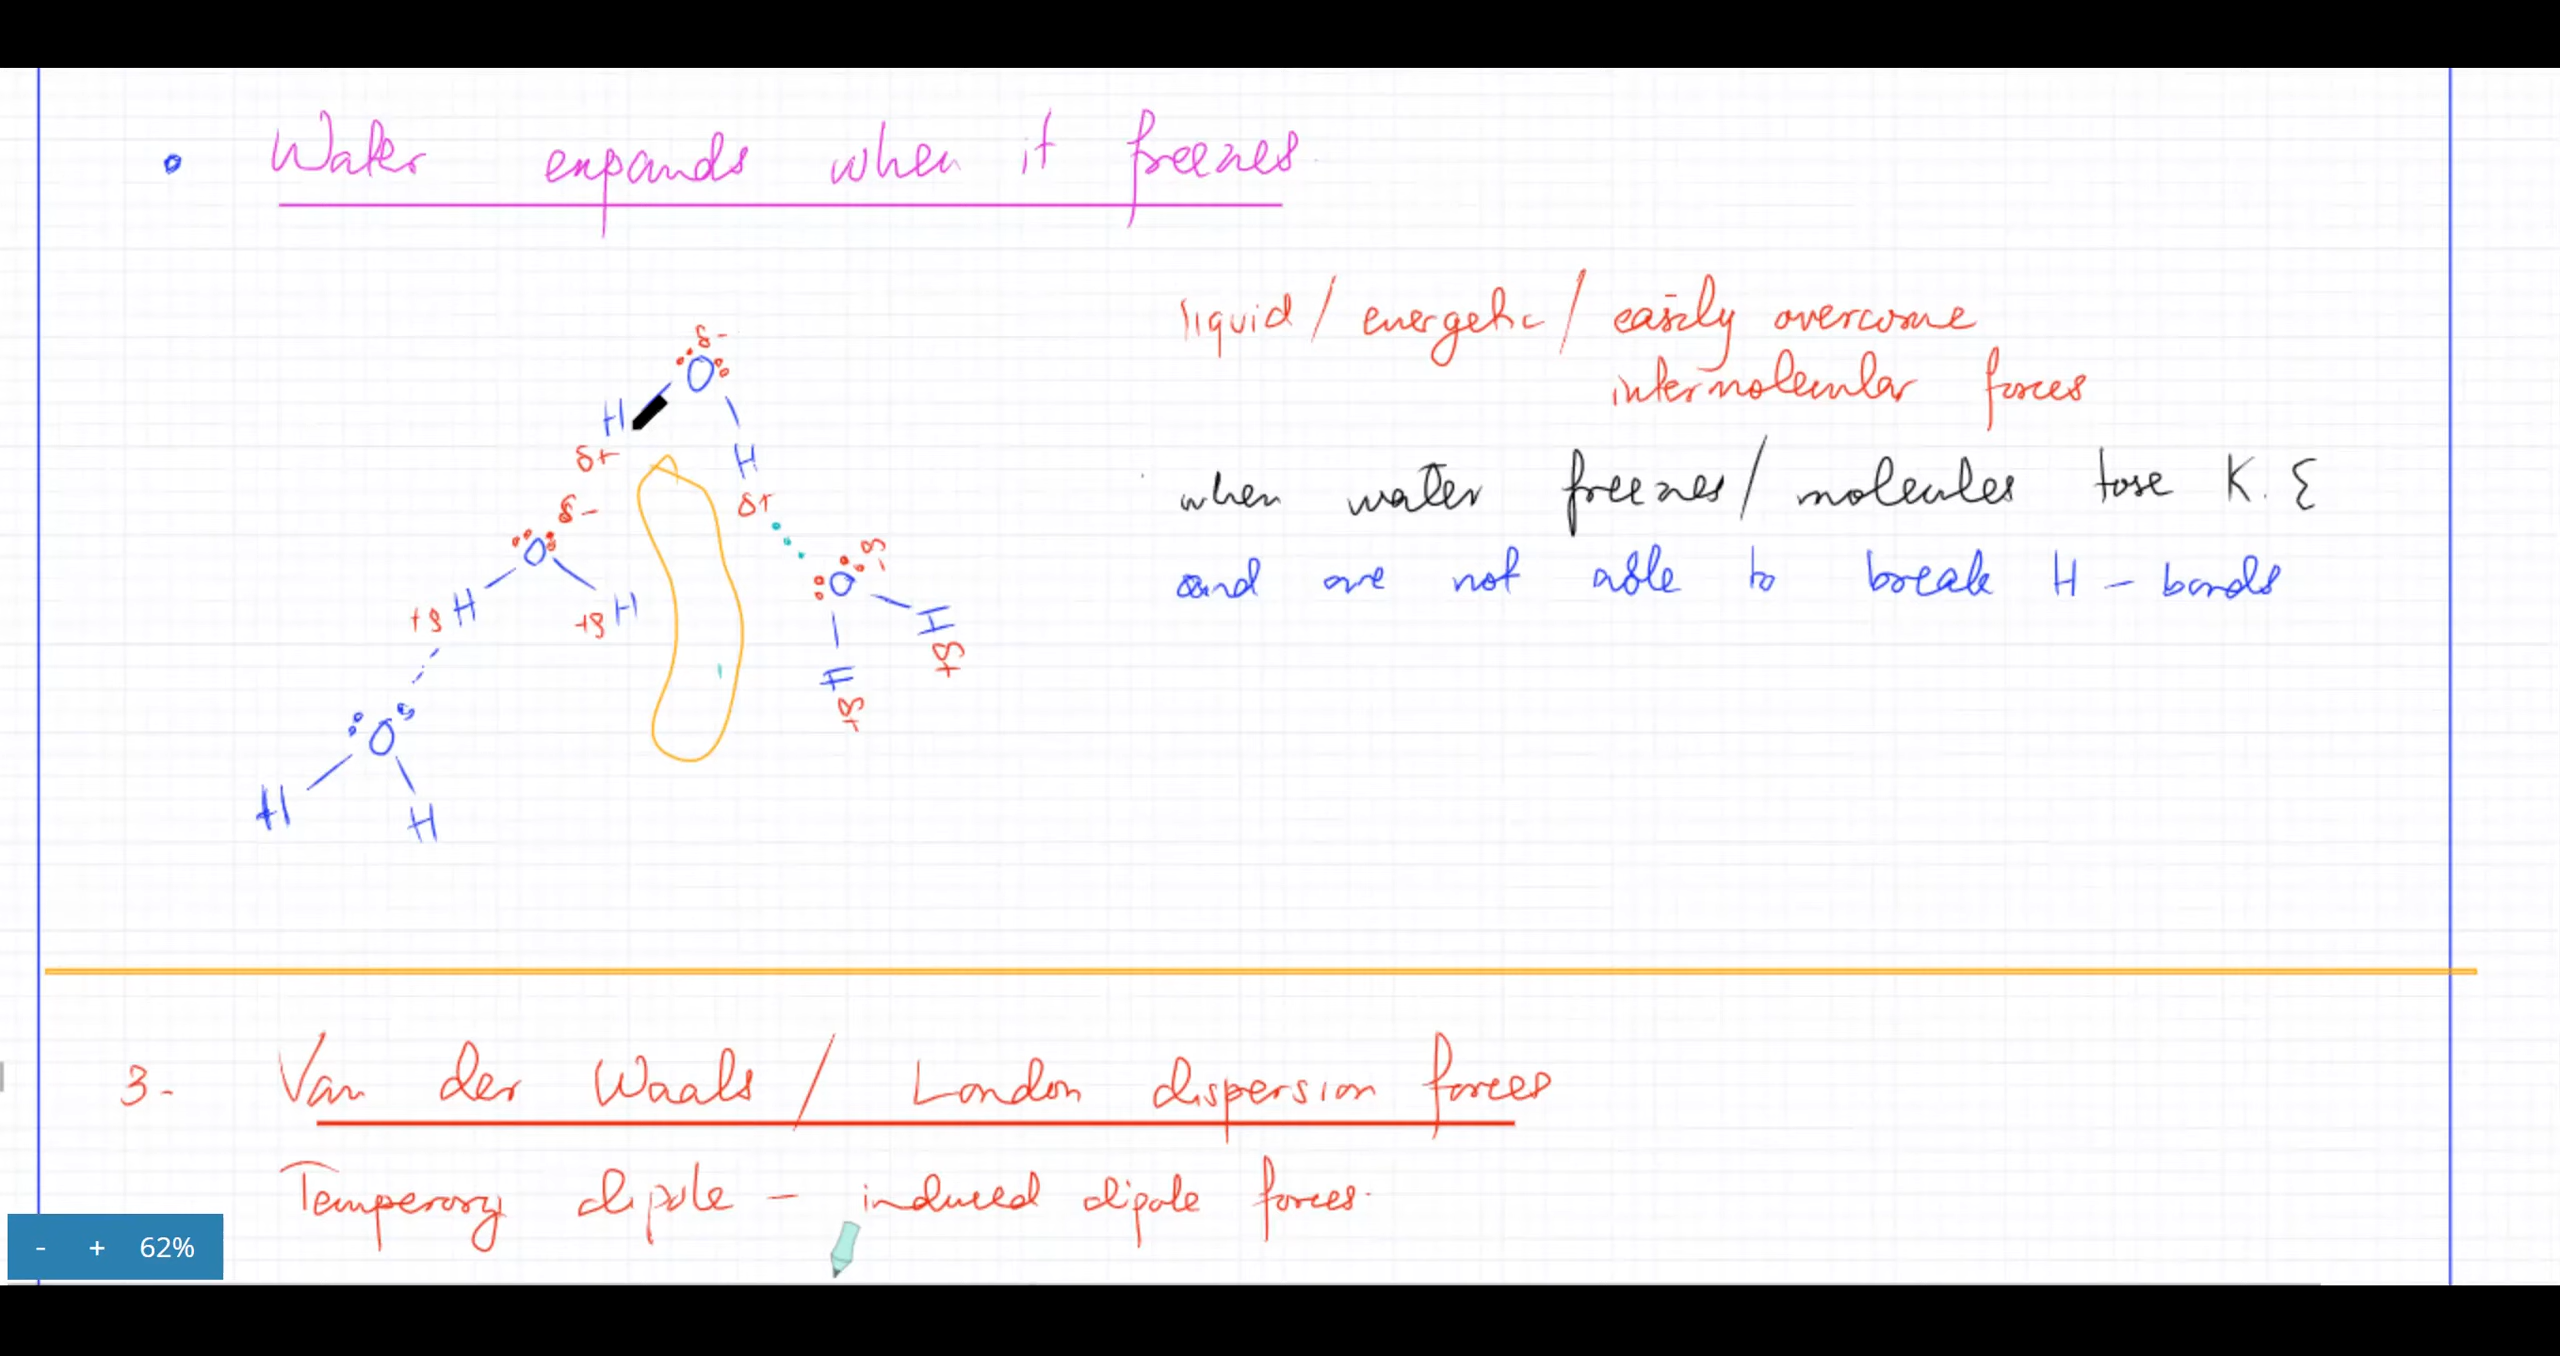 Water expands when it freezes
liquid / energetic / easily overcome
intermolecular forces
when water freezes / molecules lose K.E
and are not able to break H - bonds
δ-
O
H
δ+
H
δ+
δ-
O
H
+δ
H
+δ
δ-
O
H
δ+
H
δ+
O
H
H
3- Van der Waals / London dispersion forces
Temperory dipole - induced dipole forces.
- + 62%